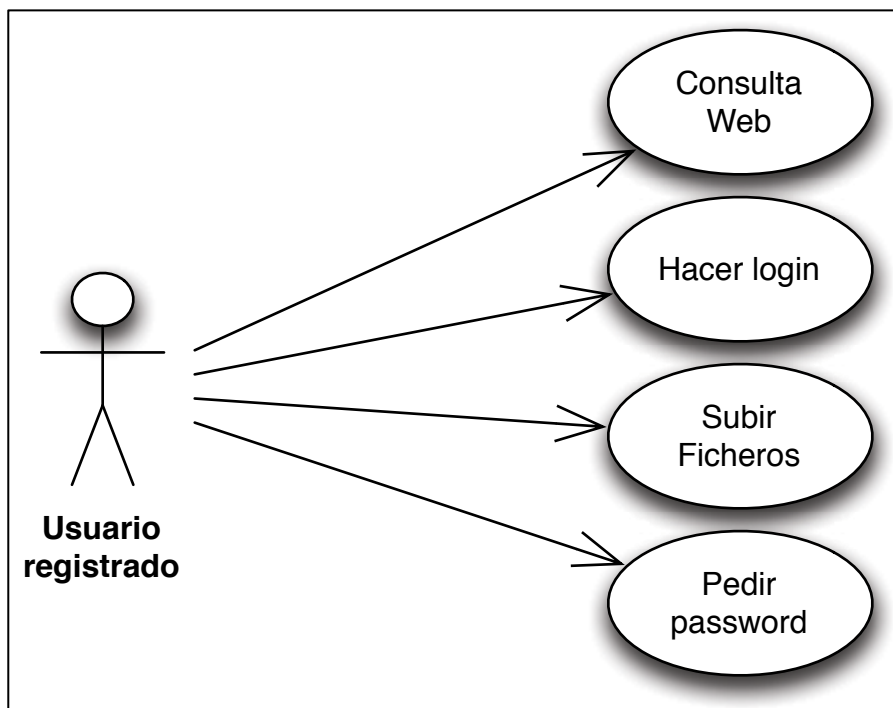 Consulta
Web
Hacer login
Subir
Ficheros
Pedir
password
Usuario
registrado